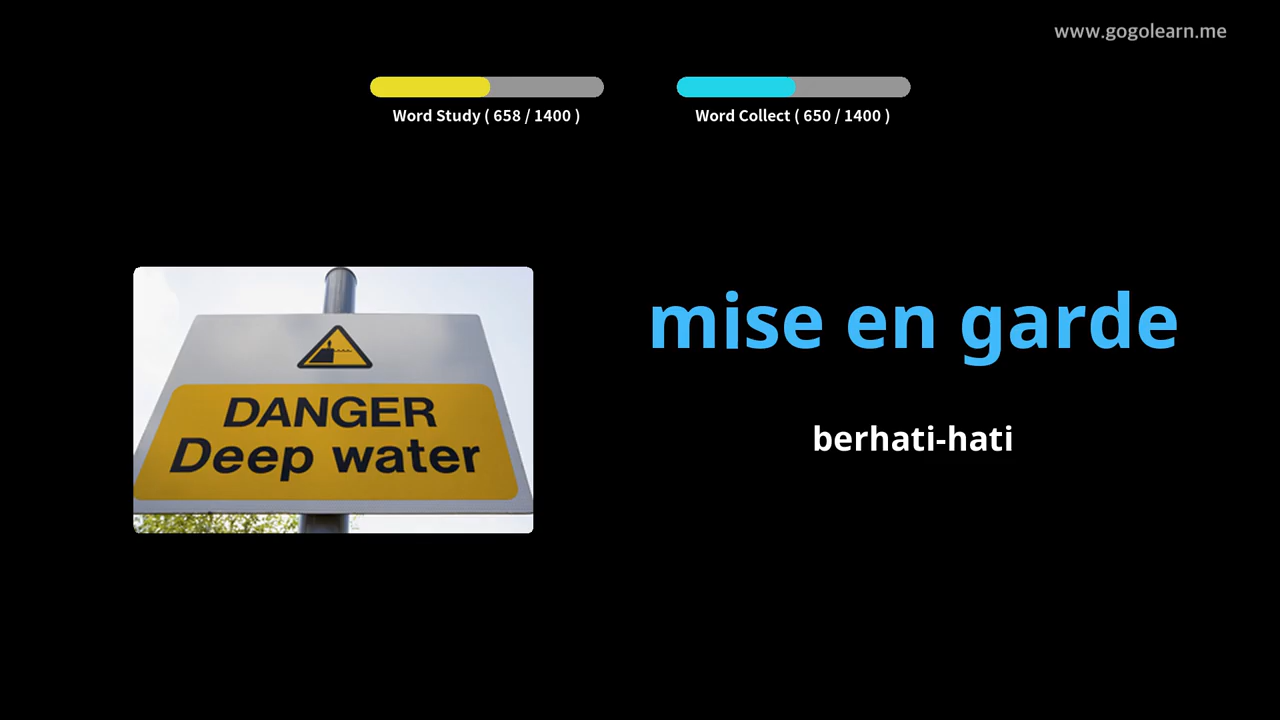 www.gogolearn.me
Word Study ( 658 / 1400 )
Word Collect ( 650 / 1400 )
DANGER
Deep water
mise en garde
berhati-hati